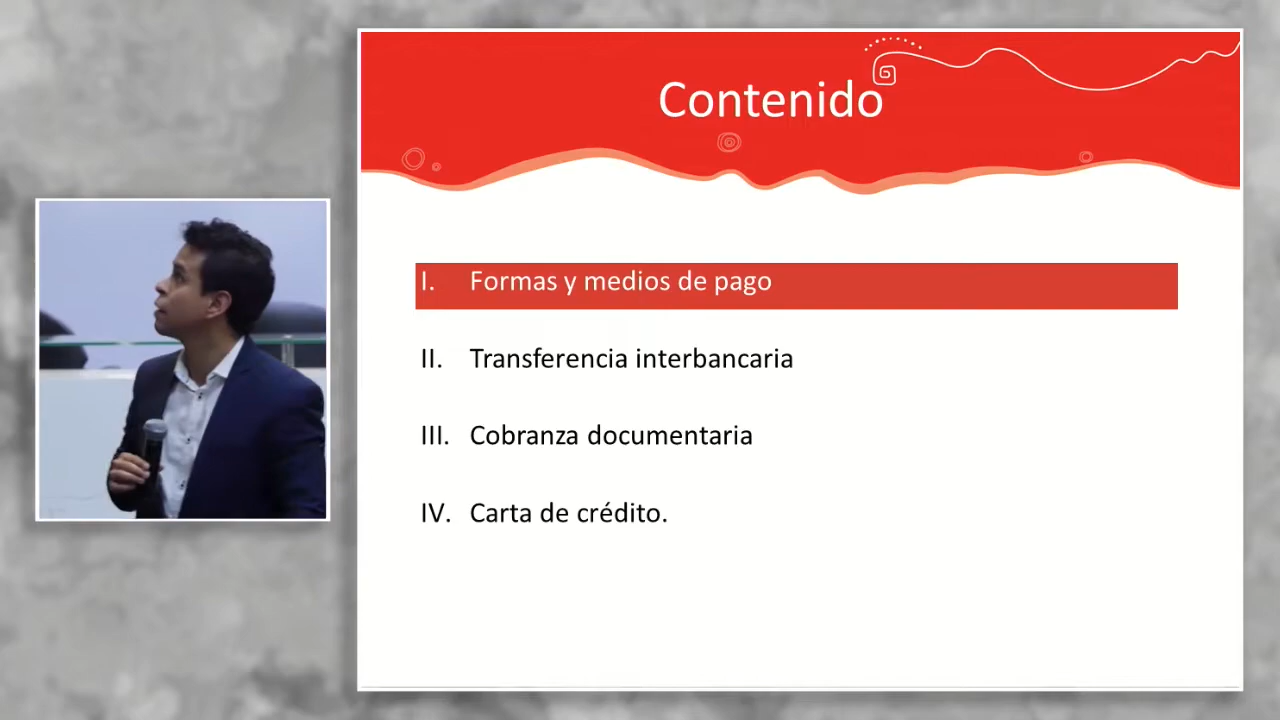 Contenido
I. Formas y medios de pago
II. Transferencia interbancaria
III. Cobranza documentaria
IV. Carta de crédito.